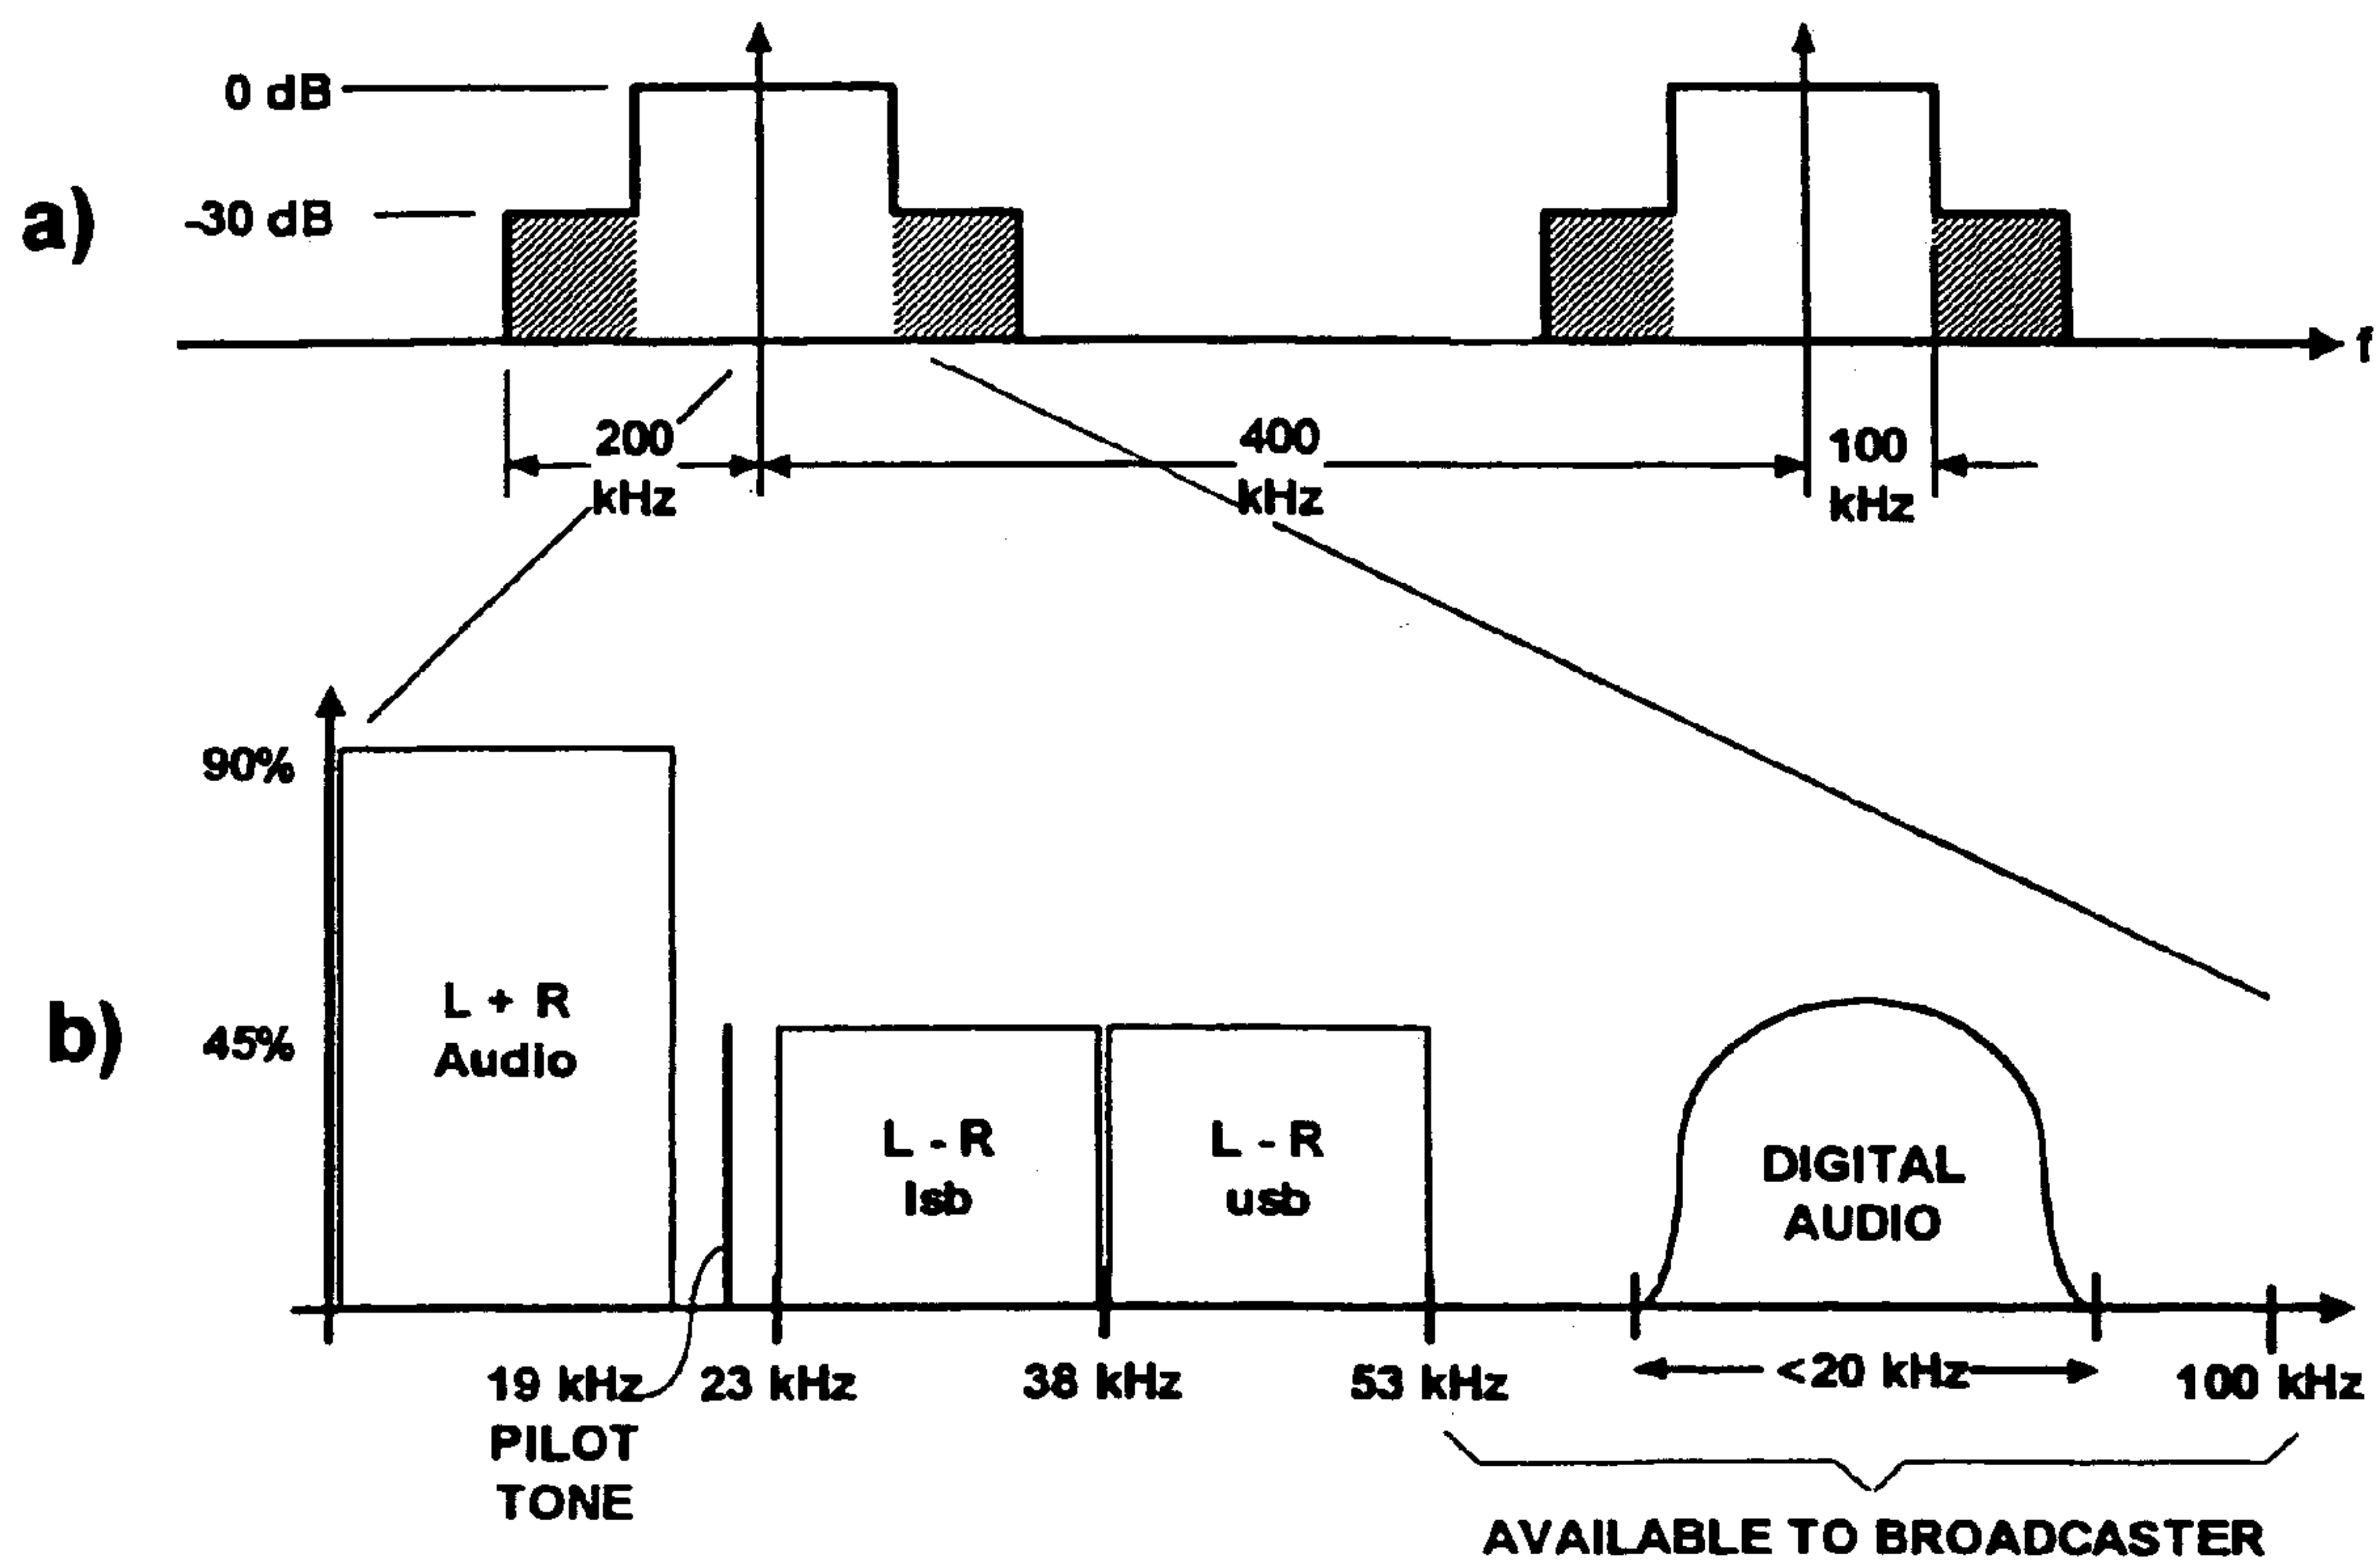 a)
0 dB
-30 dB
f
200
kHz
400
kHz
100
kHz
b)
90%
45%
L + R
Audio
L - R
lsb
L - R
usb
DIGITAL
AUDIO
19 kHz
PILOT
TONE
23 kHz
38 kHz
53 kHz
<20 kHz
100 kHz
AVAILABLE TO BROADCASTER